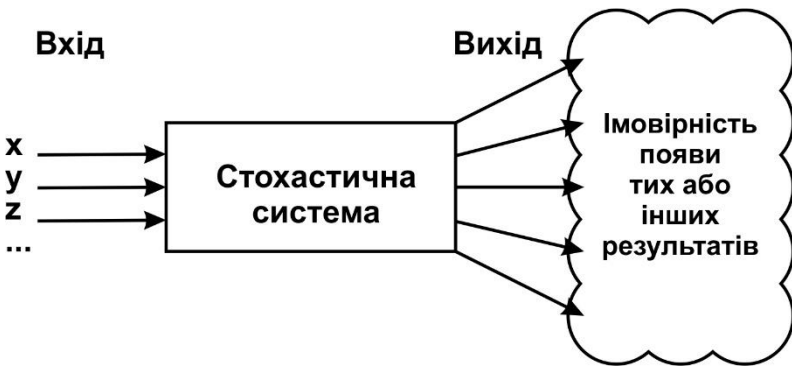 Вхід
Вихід
x
y
z
...
Стохастична
система
Імовірність
появи
тих або
інших
результатів